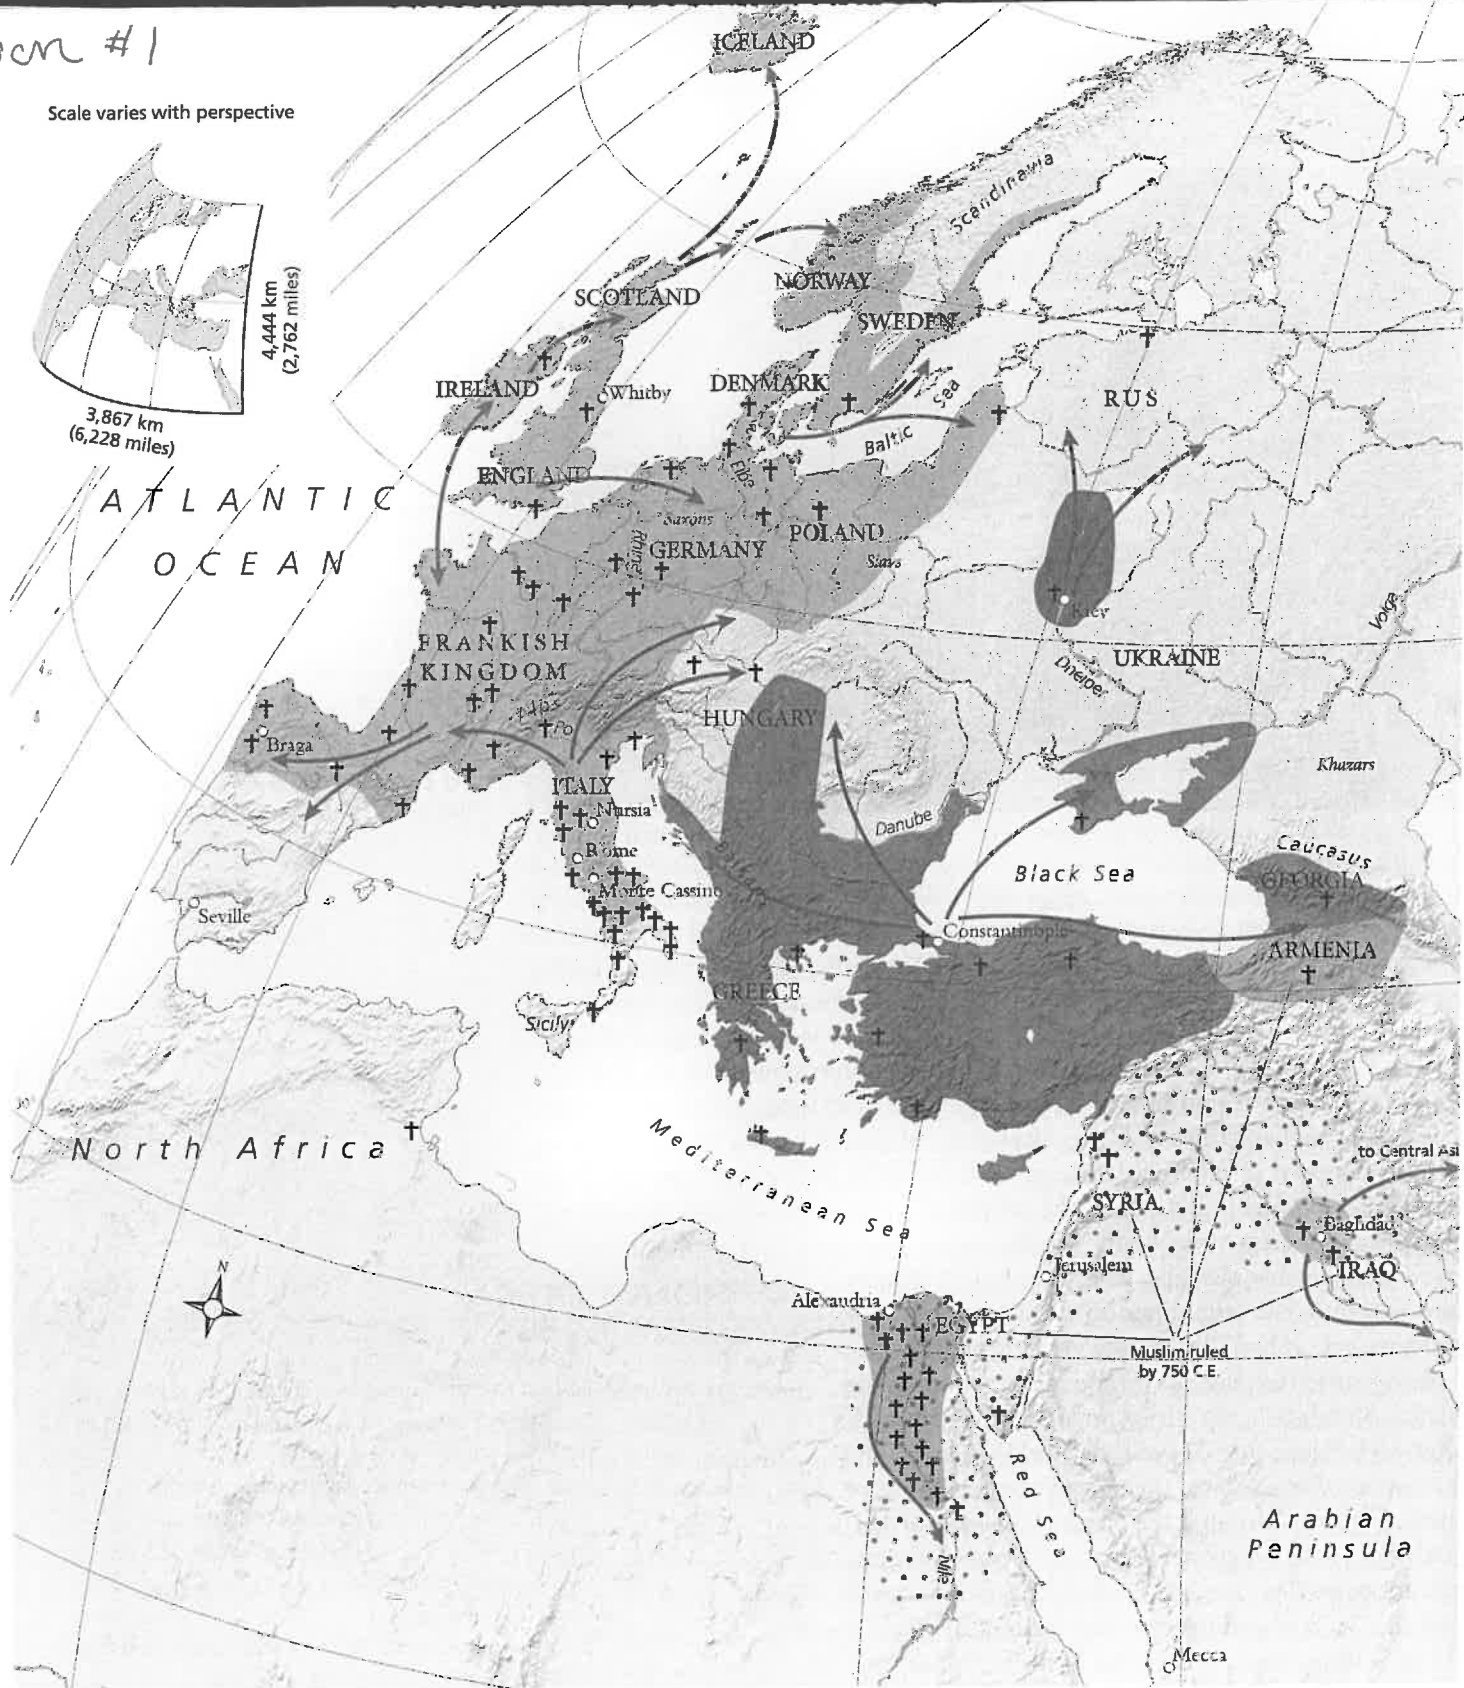 #1
Scale varies with perspective
4,444 km
(2,762 miles)
3,867 km
(6,228 miles)
ICELAND
Scandinavia
SCOTLAND
NORWAY
SWEDEN
IRELAND
Whitby
DENMARK
Baltic Sea
RUS
ENGLAND
Elbe
ATLANTIC
OCEAN
Saxons
Rhine
GERMANY
POLAND
Slavs
Kiev
Volga
FRANKISH
KINGDOM
UKRAINE
Dneiper
Alps
Po
HUNGARY
Braga
Khazars
ITALY
Nursia
Danube
Rome
Balkans
Black Sea
Caucasus
GEORGIA
Monte Cassino
Seville
Constantinople
ARMENIA
GREECE
Sicily
North Africa
Mediterranean Sea
to Central Asi
SYRIA
Baghdad
Jerusalem
IRAQ
N
Alexandria
EGYPT
Muslim ruled
by 750 C.E.
Red Sea
Nile
Arabian
Peninsula
Mecca